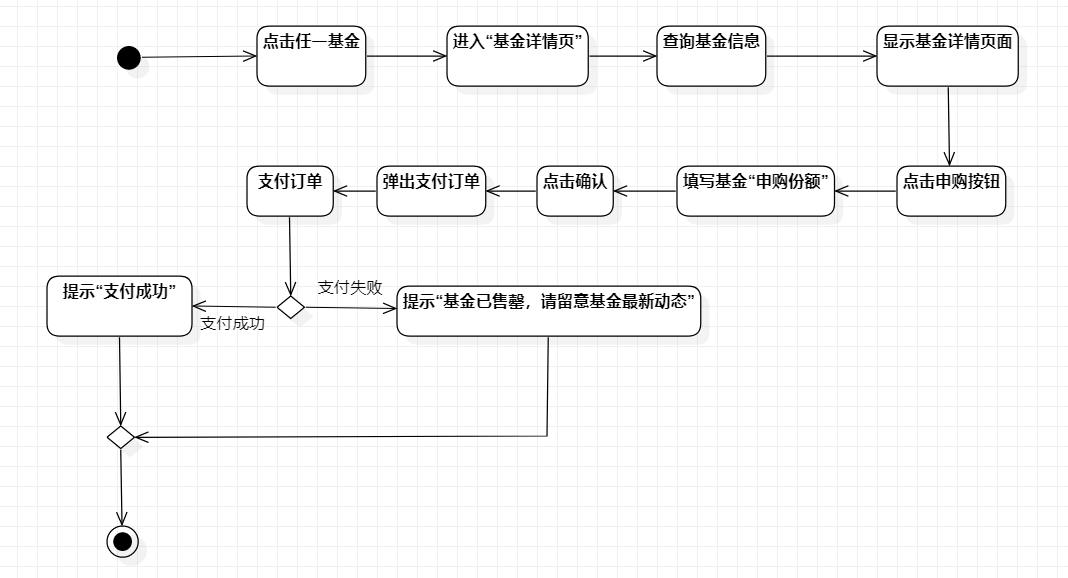 点击任一基金
进入“基金详情页”
查询基金信息
显示基金详情页面
支付订单
弹出支付订单
点击确认
填写基金“申购份额”
点击申购按钮
提示“支付成功”
支付成功
支付失败
提示“基金已售罄，请留意基金最新动态”